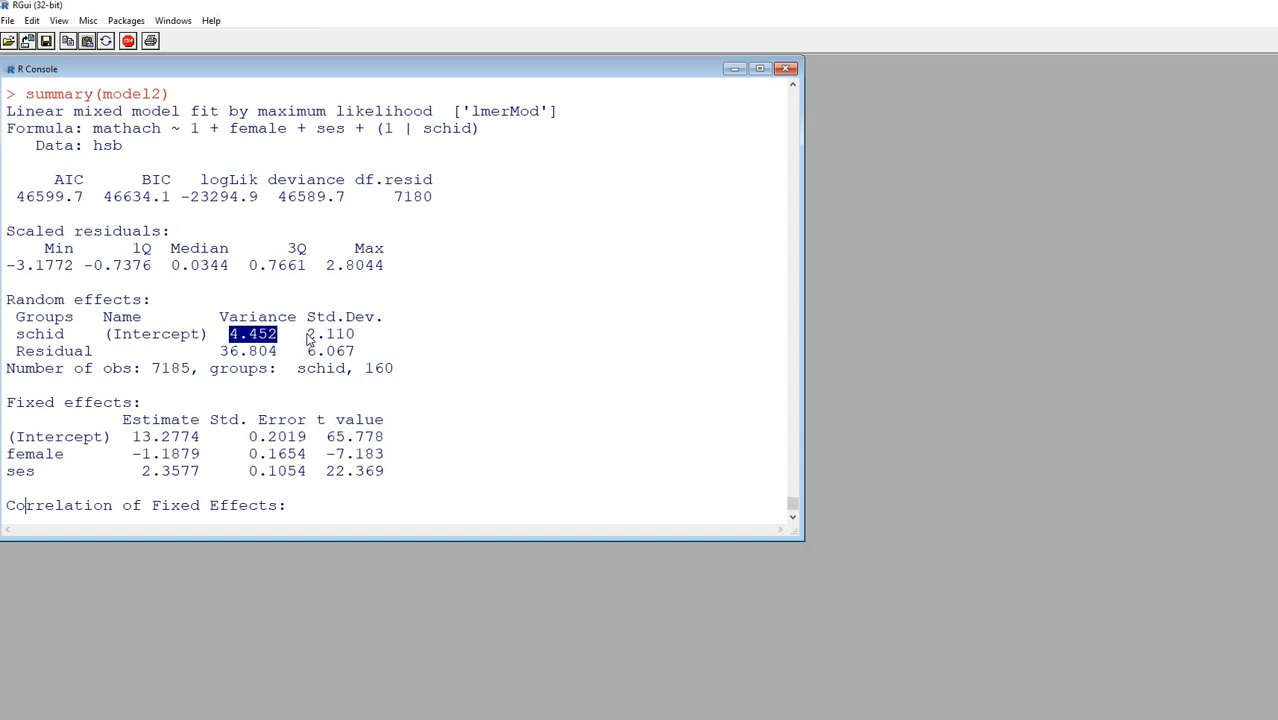 RGui (32-bit)
File Edit View Misc Packages Windows Help
STOP
R Console
> summary(model2)
Linear mixed model fit by maximum likelihood ['lmerMod']
Formula: mathach ~ 1 + female + ses + (1 | schid)
Data: hsb
AIC BIC logLik deviance df.resid
46599.7 46634.1 -23294.9 46589.7 7180
Scaled residuals:
Min 1Q Median 3Q Max
-3.1772 -0.7376 0.0344 0.7661 2.8044
Random effects:
Groups Name Variance Std.Dev.
schid (Intercept) 4.452 2.110
Residual 36.804 6.067
Number of obs: 7185, groups: schid, 160
Fixed effects:
Estimate Std. Error t value
(Intercept) 13.2774 0.2019 65.778
female -1.1879 0.1654 -7.183
ses 2.3577 0.1054 22.369
Correlation of Fixed Effects: